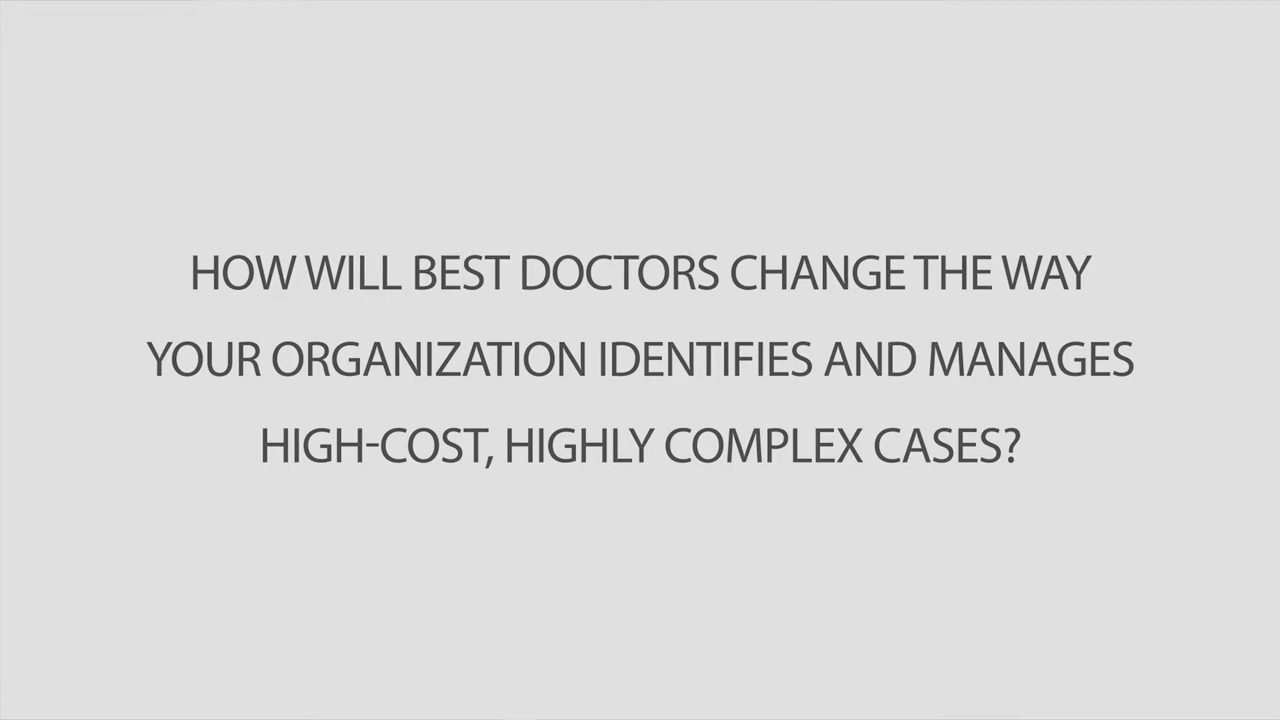 HOW WILL BEST DOCTORS CHANGE THE WAY
YOUR ORGANIZATION IDENTIFIES AND MANAGES
HIGH-COST, HIGHLY COMPLEX CASES?